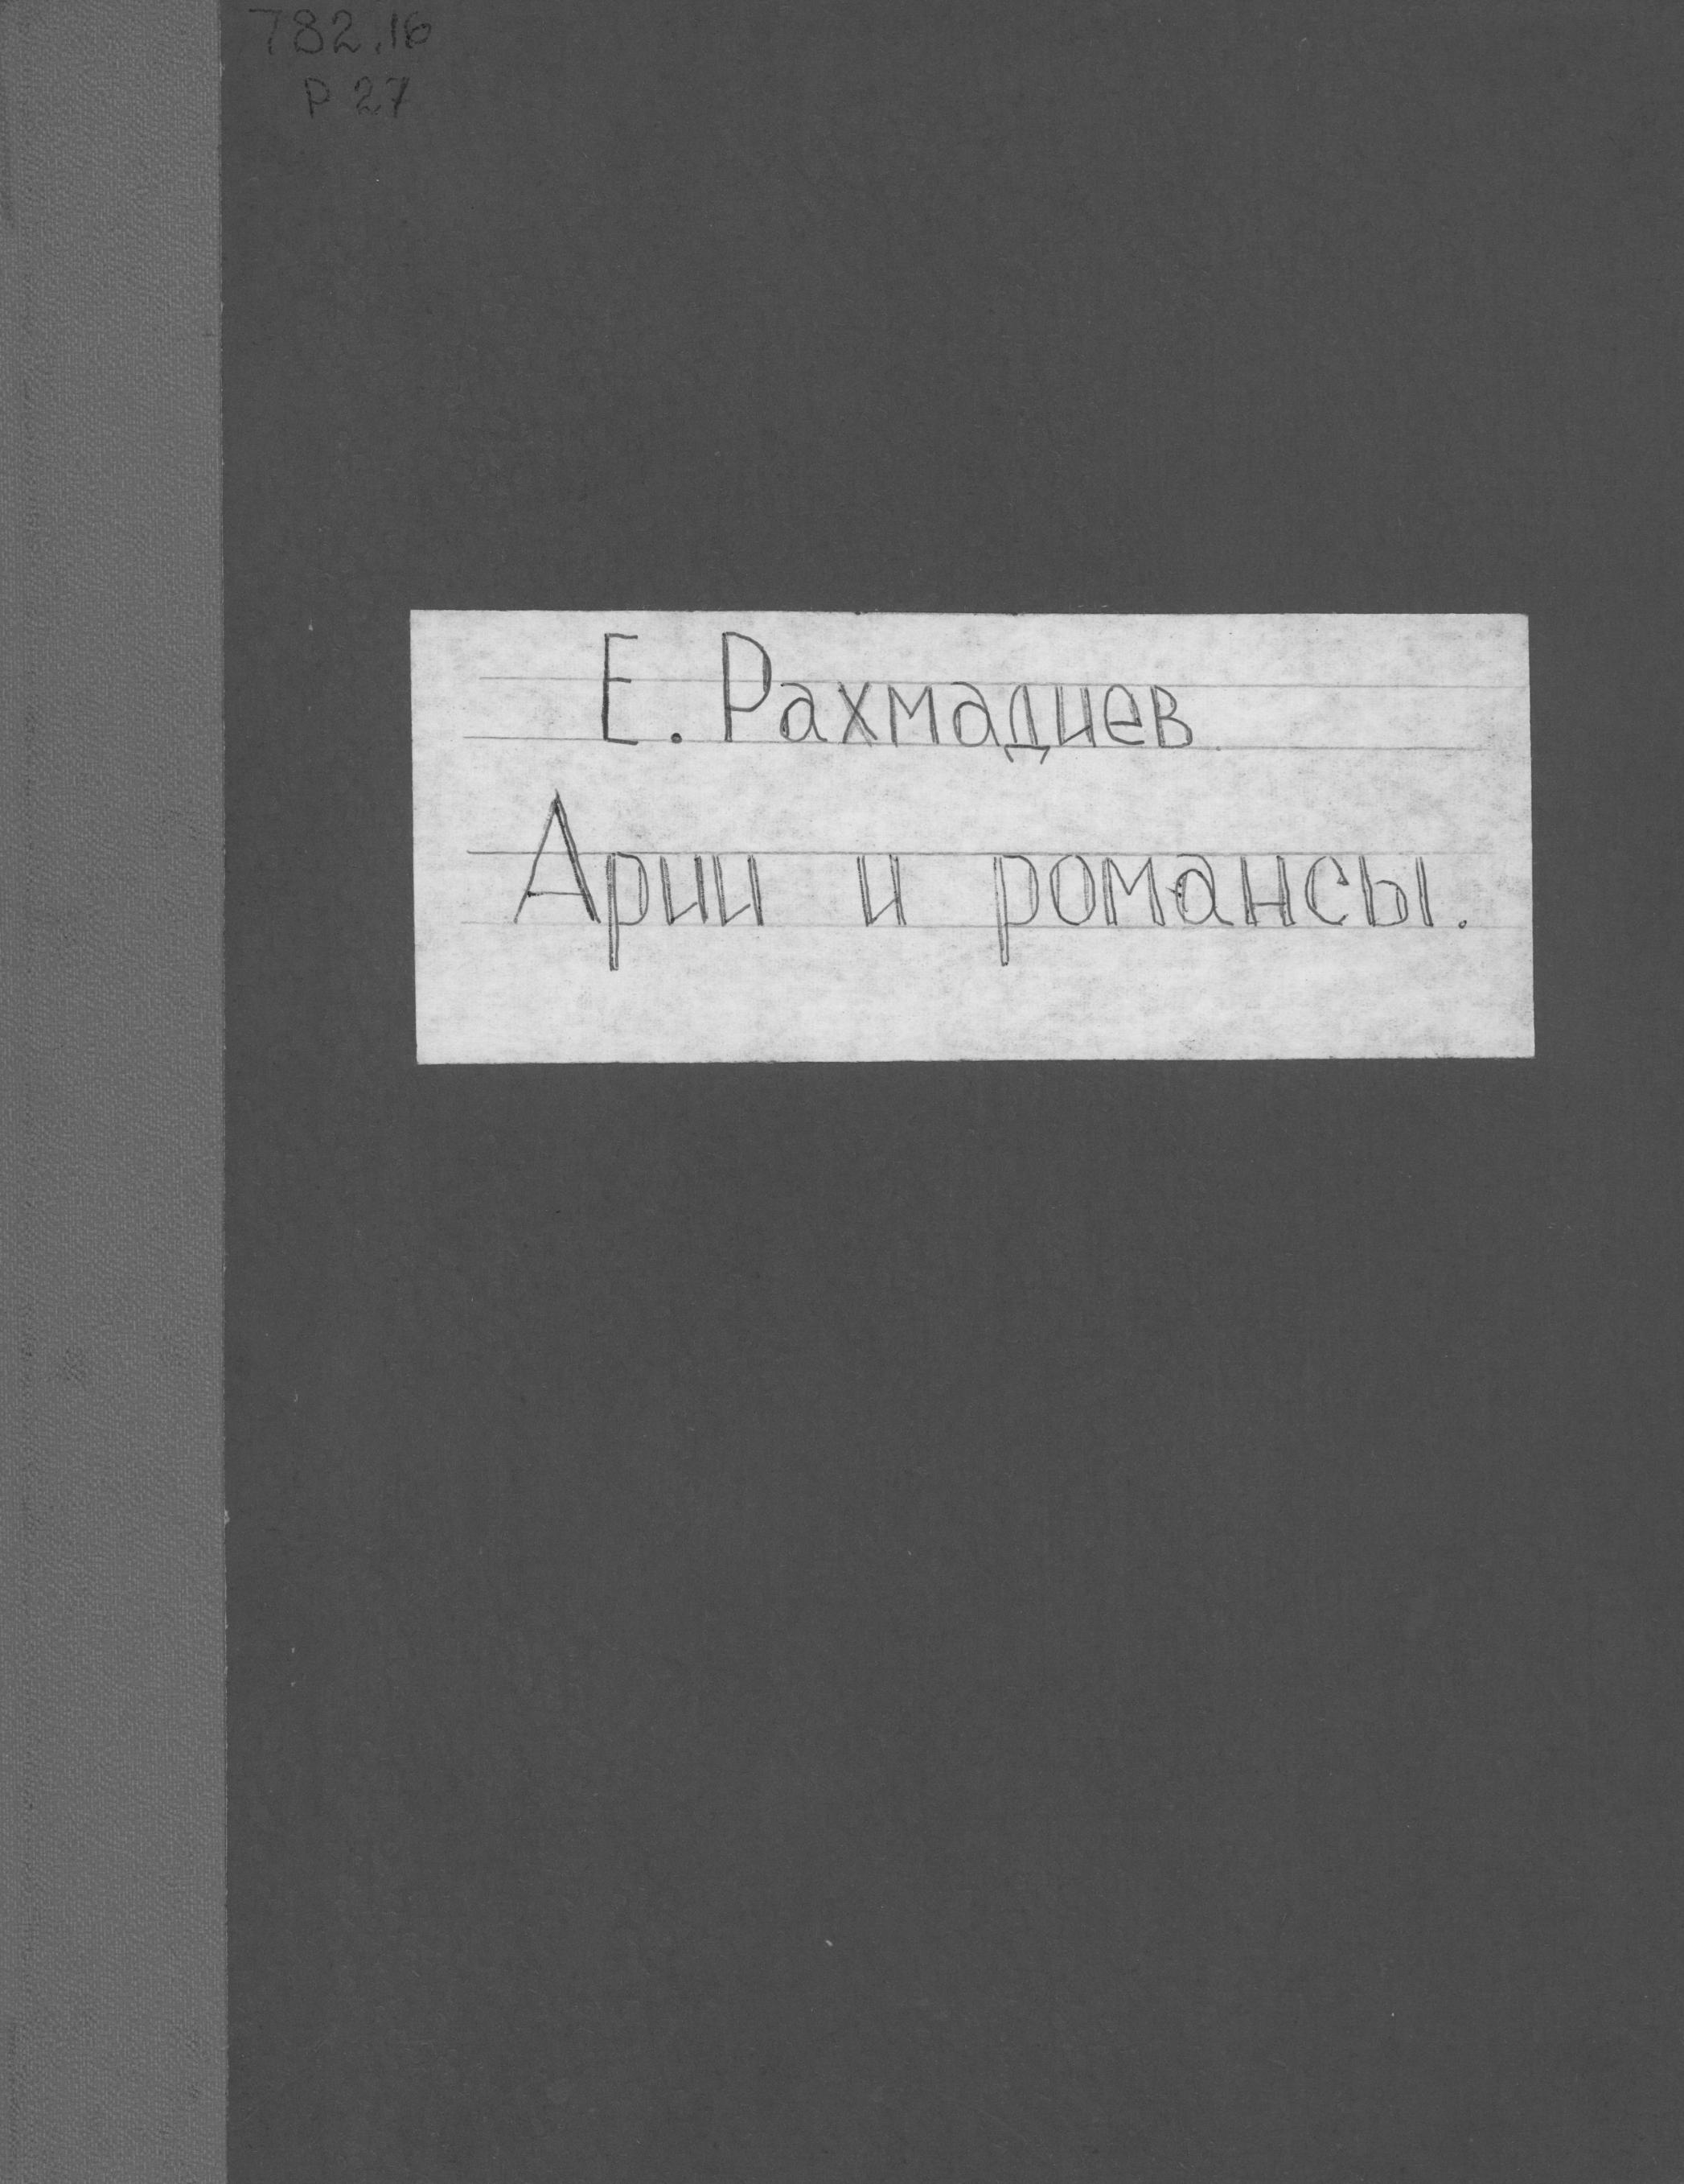 782.16
Р 27
Е. Рахмадиев
Арии и романсы.